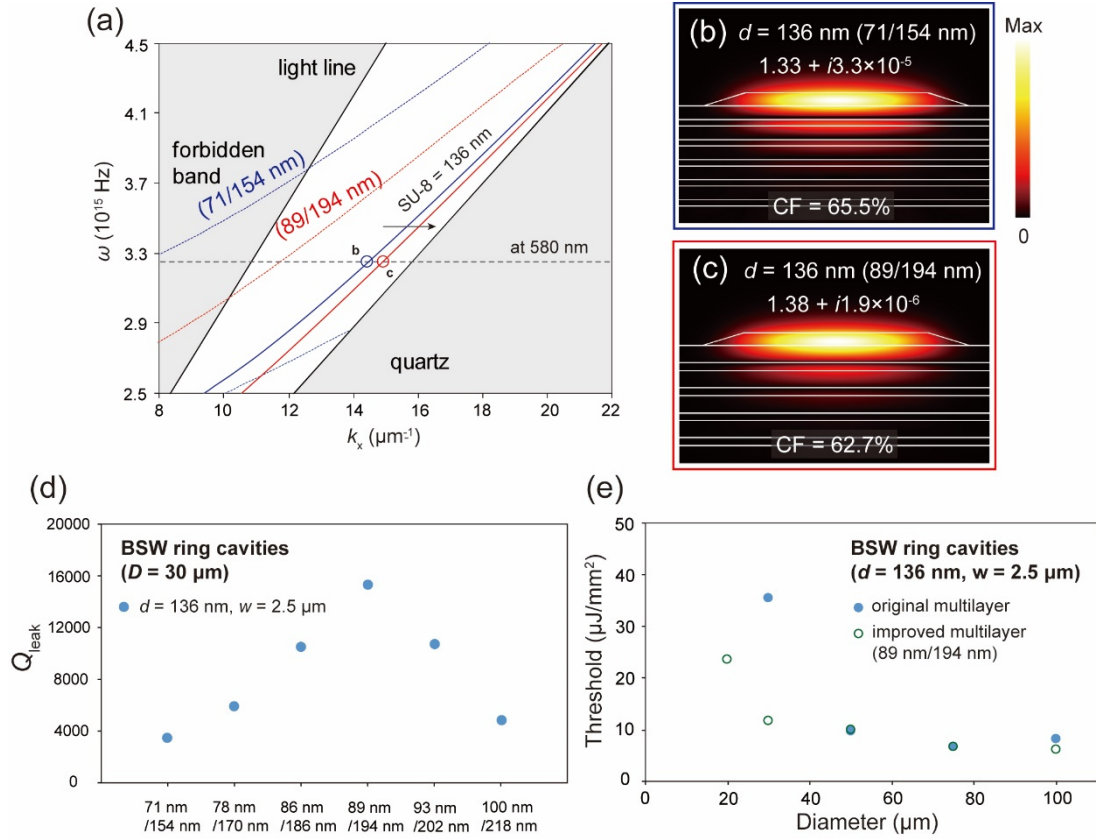 (a)
4.5
4.1
3.7
3.3
2.9
2.5
ω (10¹⁵ Hz)
light line
forbidden
band
(71/154 nm)
(89/194 nm)
SU-8 = 136 nm
at 580 nm
b
c
quartz
8
10
12
14
16
18
20
22
kₓ (µm⁻¹)
(b) d = 136 nm (71/154 nm)
1.33 + i3.3×10⁻⁵
CF = 65.5%
Max
0
(c) d = 136 nm (89/194 nm)
1.38 + i1.9×10⁻⁶
CF = 62.7%
(d)
20000
16000
12000
8000
4000
0
Q_leak
BSW ring cavities
(D = 30 µm)
d = 136 nm, w = 2.5 µm
71 nm
/154 nm
78 nm
/170 nm
86 nm
/186 nm
89 nm
/194 nm
93 nm
/202 nm
100 nm
/218 nm
(e)
50
40
30
20
10
0
Threshold (µJ/mm²)
BSW ring cavities
(d = 136 nm, w = 2.5 µm)
original multilayer
improved multilayer
(89 nm/194 nm)
0
20
40
60
80
100
Diameter (µm)